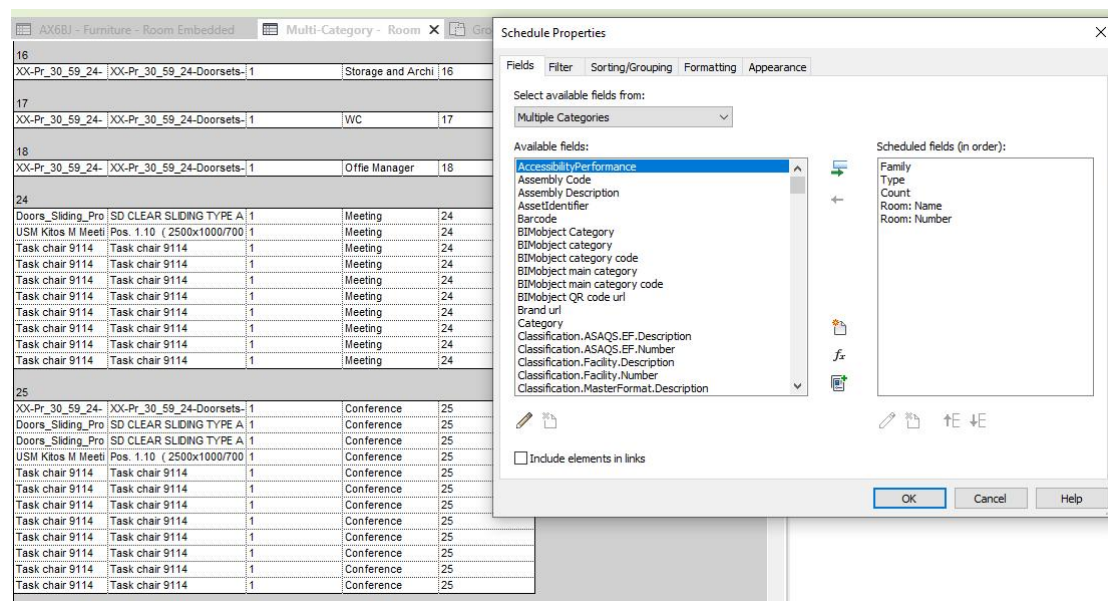 AX6BJ - Furniture - Room Embedded Multi-Category - Room X Gro
16
XX-Pr_30_59_24- XX-Pr_30_59_24-Doorsets- 1 Storage and Archi 16
17
XX-Pr_30_59_24- XX-Pr_30_59_24-Doorsets- 1 WC 17
18
XX-Pr_30_59_24- XX-Pr_30_59_24-Doorsets- 1 Offie Manager 18
24
Doors_Sliding_Pro SD CLEAR SLIDING TYPE A 1 Meeting 24
USM Kitos M Meeti Pos. 1.10 ( 2500x1000/700 1 Meeting 24
Task chair 9114 Task chair 9114 1 Meeting 24
Task chair 9114 Task chair 9114 1 Meeting 24
Task chair 9114 Task chair 9114 1 Meeting 24
Task chair 9114 Task chair 9114 1 Meeting 24
Task chair 9114 Task chair 9114 1 Meeting 24
Task chair 9114 Task chair 9114 1 Meeting 24
Task chair 9114 Task chair 9114 1 Meeting 24
Task chair 9114 Task chair 9114 1 Meeting 24
25
XX-Pr_30_59_24- XX-Pr_30_59_24-Doorsets- 1 Conference 25
Doors_Sliding_Pro SD CLEAR SLIDING TYPE A 1 Conference 25
Doors_Sliding_Pro SD CLEAR SLIDING TYPE A 1 Conference 25
USM Kitos M Meeti Pos. 1.10 ( 2500x1000/700 1 Conference 25
Task chair 9114 Task chair 9114 1 Conference 25
Task chair 9114 Task chair 9114 1 Conference 25
Task chair 9114 Task chair 9114 1 Conference 25
Task chair 9114 Task chair 9114 1 Conference 25
Task chair 9114 Task chair 9114 1 Conference 25
Task chair 9114 Task chair 9114 1 Conference 25
Task chair 9114 Task chair 9114 1 Conference 25
Task chair 9114 Task chair 9114 1 Conference 25
Schedule Properties
Fields Filter Sorting/Grouping Formatting Appearance
Select available fields from:
Multiple Categories
Available fields:
AccessibilityPerformance
Assembly Code
Assembly Description
AssetIdentifier
Barcode
BIMobject Category
BIMobject category
BIMobject category code
BIMobject main category
BIMobject main category code
BIMobject QR code url
Brand url
Category
Classification.ASAQS.EF.Description
Classification.ASAQS.EF.Number
Classification.Facility.Description
Classification.Facility.Number
Classification.MasterFormat.Description
Scheduled fields (in order):
Family
Type
Count
Room: Name
Room: Number
fx
Include elements in links
OK Cancel Help